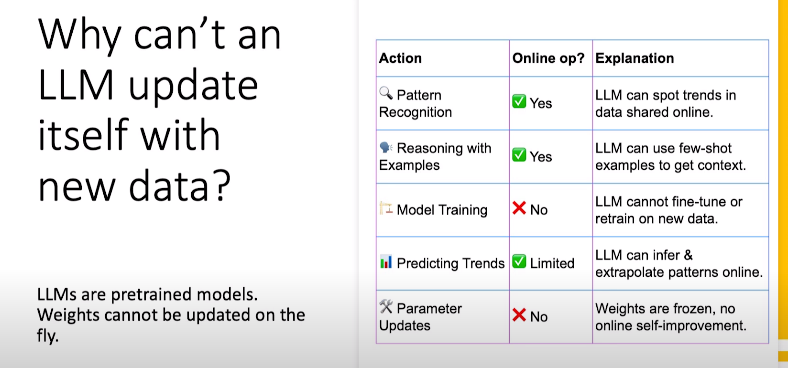 Why can't an
LLM update
itself with
new data?
LLMs are pretrained models.
Weights cannot be updated on the
fly.
Action Online op? Explanation
🔍 Pattern
Recognition
✅ Yes
LLM can spot trends in
data shared online.
🗣️ Reasoning with
Examples
✅ Yes
LLM can use few-shot
examples to get context.
🏗️ Model Training
❌ No
LLM cannot fine-tune or
retrain on new data.
📊 Predicting Trends
✅ Limited
LLM can infer &
extrapolate patterns online.
🛠️ Parameter
Updates
❌ No
Weights are frozen, no
online self-improvement.